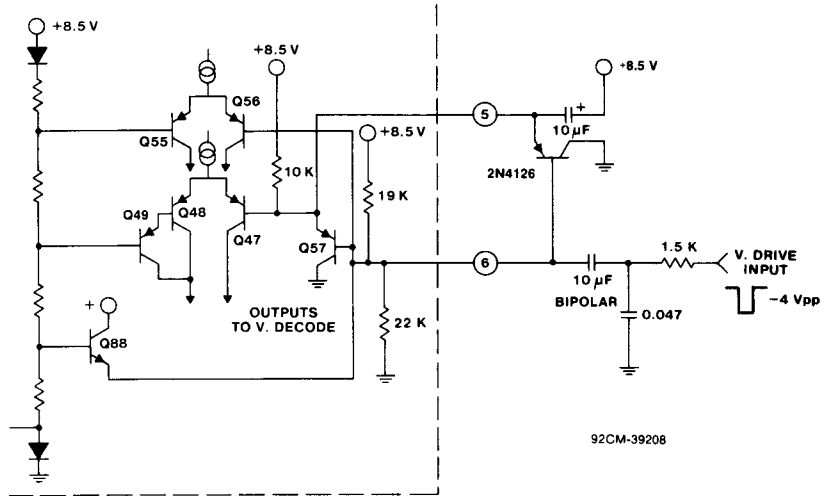 +8.5 V
+8.5 V
Q56
Q55
10 K
Q49
Q48
Q47
Q57
+8.5 V
19 K
OUTPUTS
TO V. DECODE
22 K
+
Q88
5
+
10 µF
+8.5 V
2N4126
6
10 µF
BIPOLAR
1.5 K
V. DRIVE
INPUT
-4 Vpp
0.047
92CM-39208